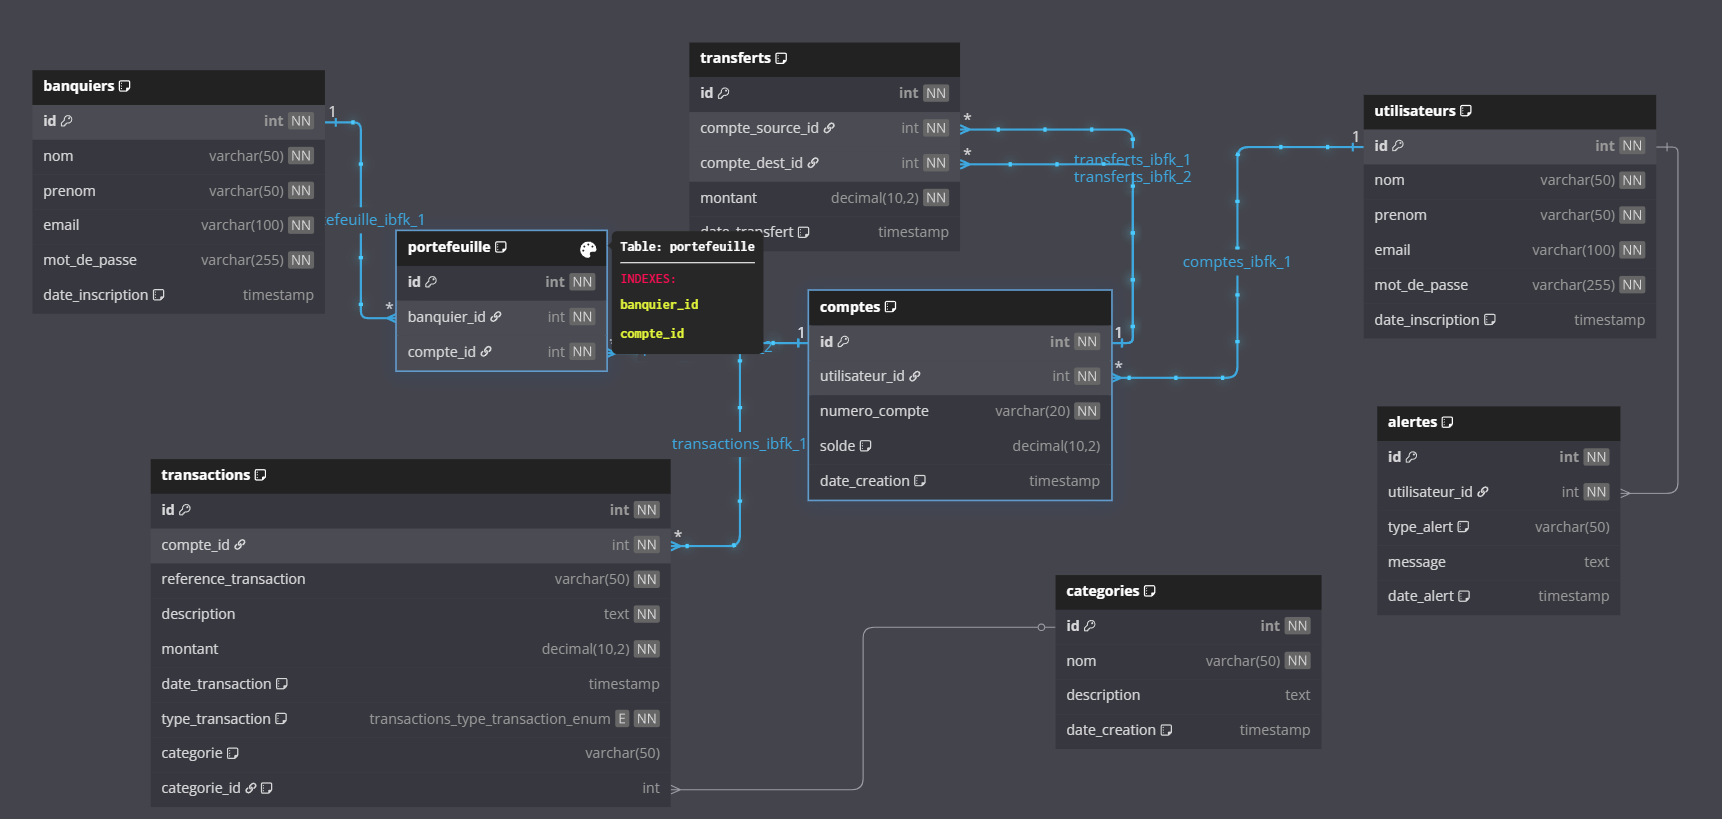 banquiers
id int NN
nom varchar(50) NN
prenom varchar(50) NN
email varchar(100) NN
mot_de_passe varchar(255) NN
date_inscription timestamp
1
*
efeuille_ibfk_1
transferts
id int NN
compte_source_id int NN
compte_dest_id int NN
montant decimal(10,2) NN
timestamp
*
*
transferts_ibfk_1
transferts_ibfk_2
portefeuille
id int NN
banquier_id int NN
compte_id int NN
Table: portefeuille
INDEXES:
banquier_id
compte_id
_2
1
comptes
id int NN
utilisateur_id int NN
numero_compte varchar(20) NN
solde decimal(10,2)
date_creation timestamp
1
*
comptes_ibfk_1
1
utilisateurs
id int NN
nom varchar(50) NN
prenom varchar(50) NN
email varchar(100) NN
mot_de_passe varchar(255) NN
date_inscription timestamp
alertes
id int NN
utilisateur_id int NN
type_alert varchar(50)
message text
date_alert timestamp
transactions_ibfk_1
*
transactions
id int NN
compte_id int NN
reference_transaction varchar(50) NN
description text NN
montant decimal(10,2) NN
date_transaction timestamp
type_transaction transactions_type_transaction_enum E NN
categorie varchar(50)
categorie_id int
categories
id int NN
nom varchar(50) NN
description text
date_creation timestamp